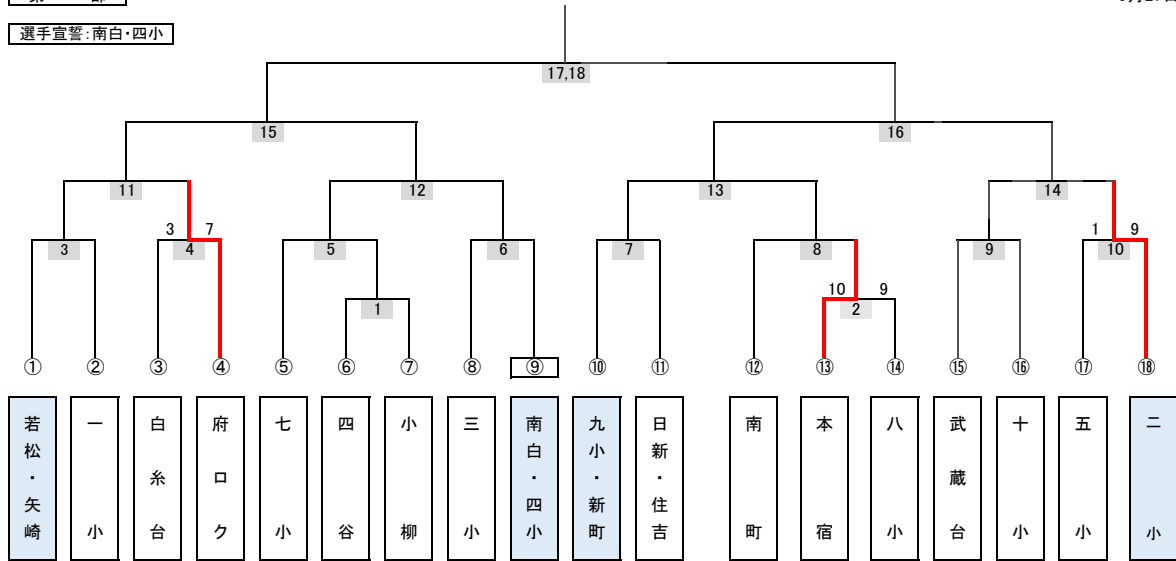 選手宣誓:南白・四小
17,18
15
16
11
12
13
14
3 7
1 9
3
4
5
6
7
8
9
10
10 9
1
2
① ② ③ ④ ⑤ ⑥ ⑦ ⑧ ⑨ ⑩ ⑪ ⑫ ⑬ ⑭ ⑮ ⑯ ⑰ ⑱
若松・矢崎
一小
白糸台
府ロク
七小
四谷
小柳
三小
南白・四小
九小・新町
日新・住吉
南町
本宿
八小
武蔵台
十小
五小
二小